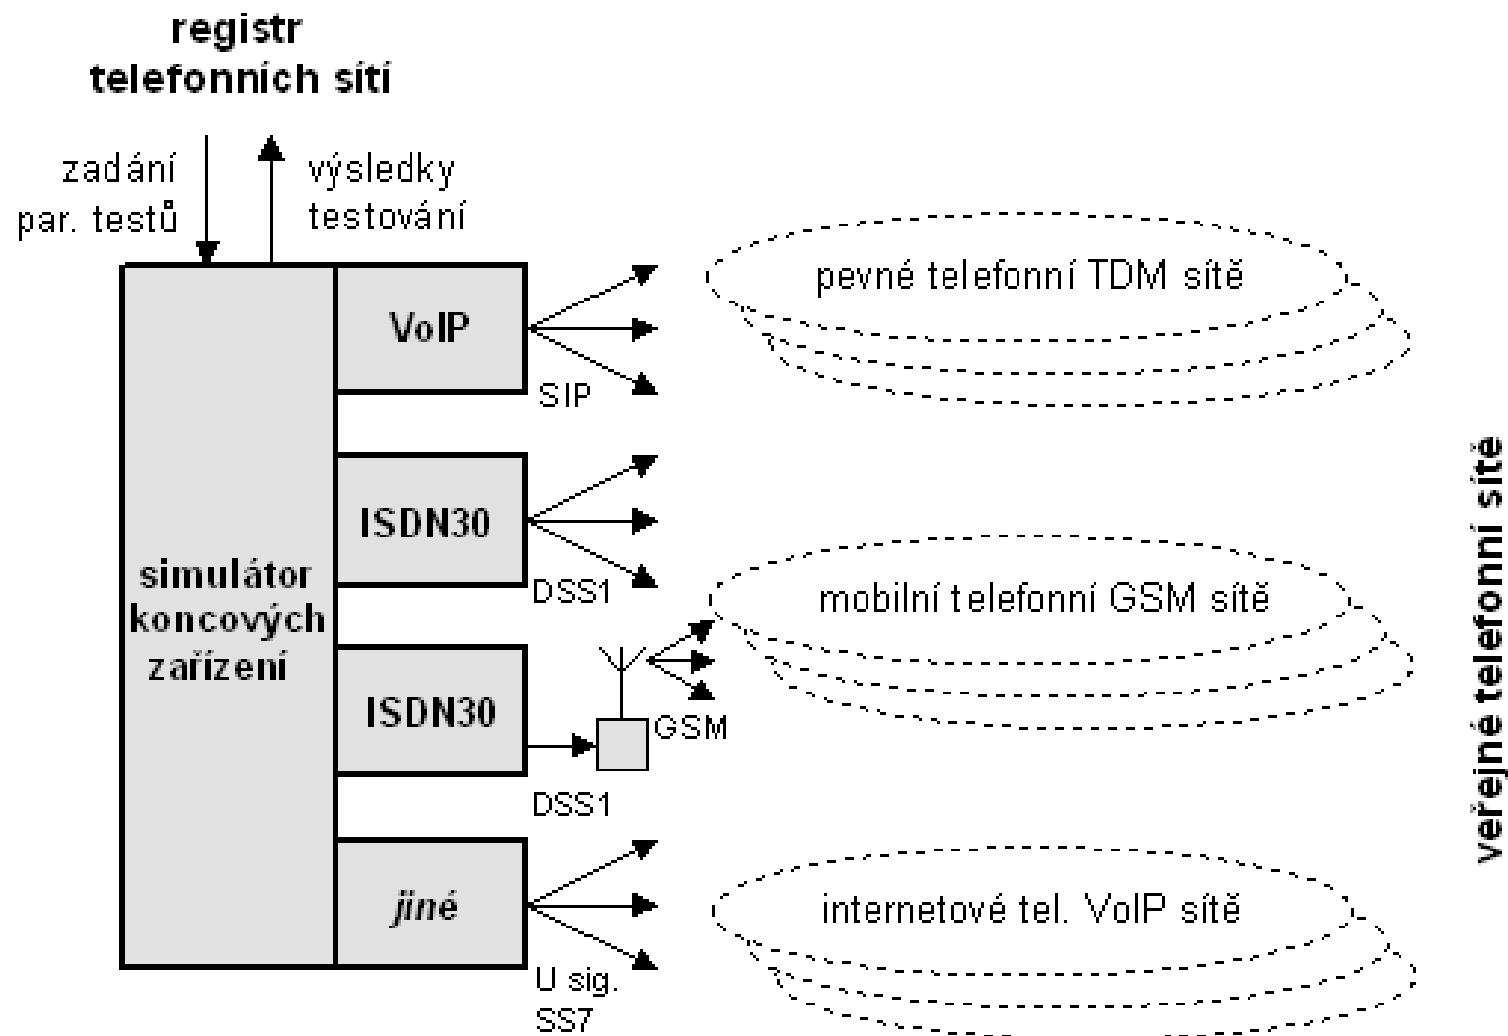 registr
telefonních sítí
zadání
par. testů
výsledky
testování
VoIP
SIP
pevné telefonní TDM sítě
ISDN30
DSS1
simulátor
koncových
zařízení
mobilní telefonní GSM sítě
ISDN30
GSM
DSS1
jiné
U sig.
SS7
internetové tel. VoIP sítě
veřejné telefonní sítě